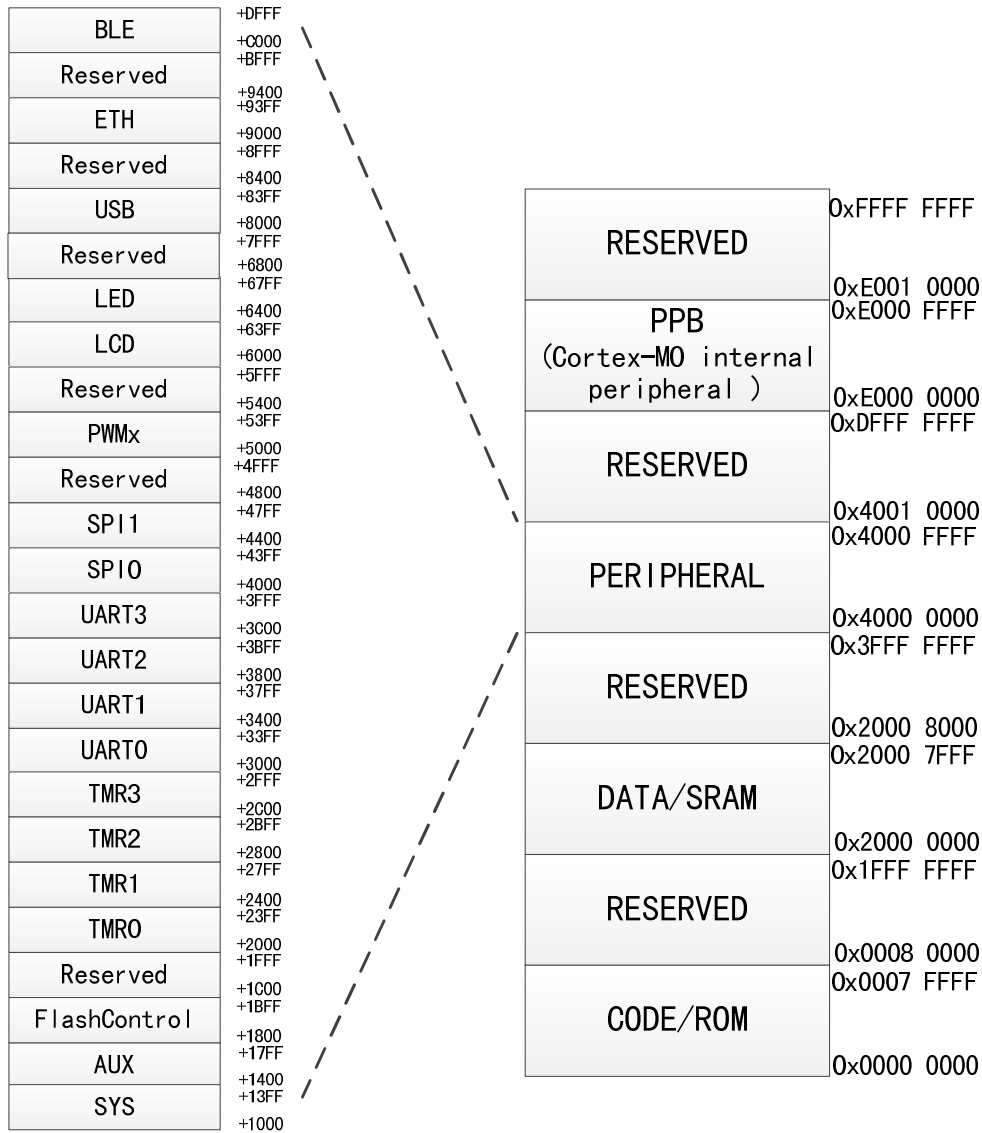 BLE
+DFFF
+C000
Reserved
+BFFF
+9400
ETH
+93FF
+9000
Reserved
+8FFF
+8400
USB
+83FF
+8000
Reserved
+7FFF
+6800
LED
+67FF
+6400
LCD
+63FF
+6000
Reserved
+5FFF
+5400
PWMx
+53FF
+5000
Reserved
+4FFF
+4800
SPI1
+47FF
+4400
SPI0
+43FF
+4000
UART3
+3FFF
+3C00
UART2
+3BFF
+3800
UART1
+37FF
+3400
UART0
+33FF
+3000
TMR3
+2FFF
+2C00
TMR2
+2BFF
+2800
TMR1
+27FF
+2400
TMR0
+23FF
+2000
Reserved
+1FFF
+1C00
FlashControl
+1BFF
+1800
AUX
+17FF
+1400
SYS
+13FF
+1000
RESERVED
0xFFFF FFFF
0xE001 0000
PPB
(Cortex-M0 internal
peripheral )
0xE000 FFFF
0xE000 0000
RESERVED
0xDFFF FFFF
0x4001 0000
PERIPHERAL
0x4000 FFFF
0x4000 0000
RESERVED
0x3FFF FFFF
0x2000 8000
DATA/SRAM
0x2000 7FFF
0x2000 0000
RESERVED
0x1FFF FFFF
0x0008 0000
CODE/ROM
0x0007 FFFF
0x0000 0000